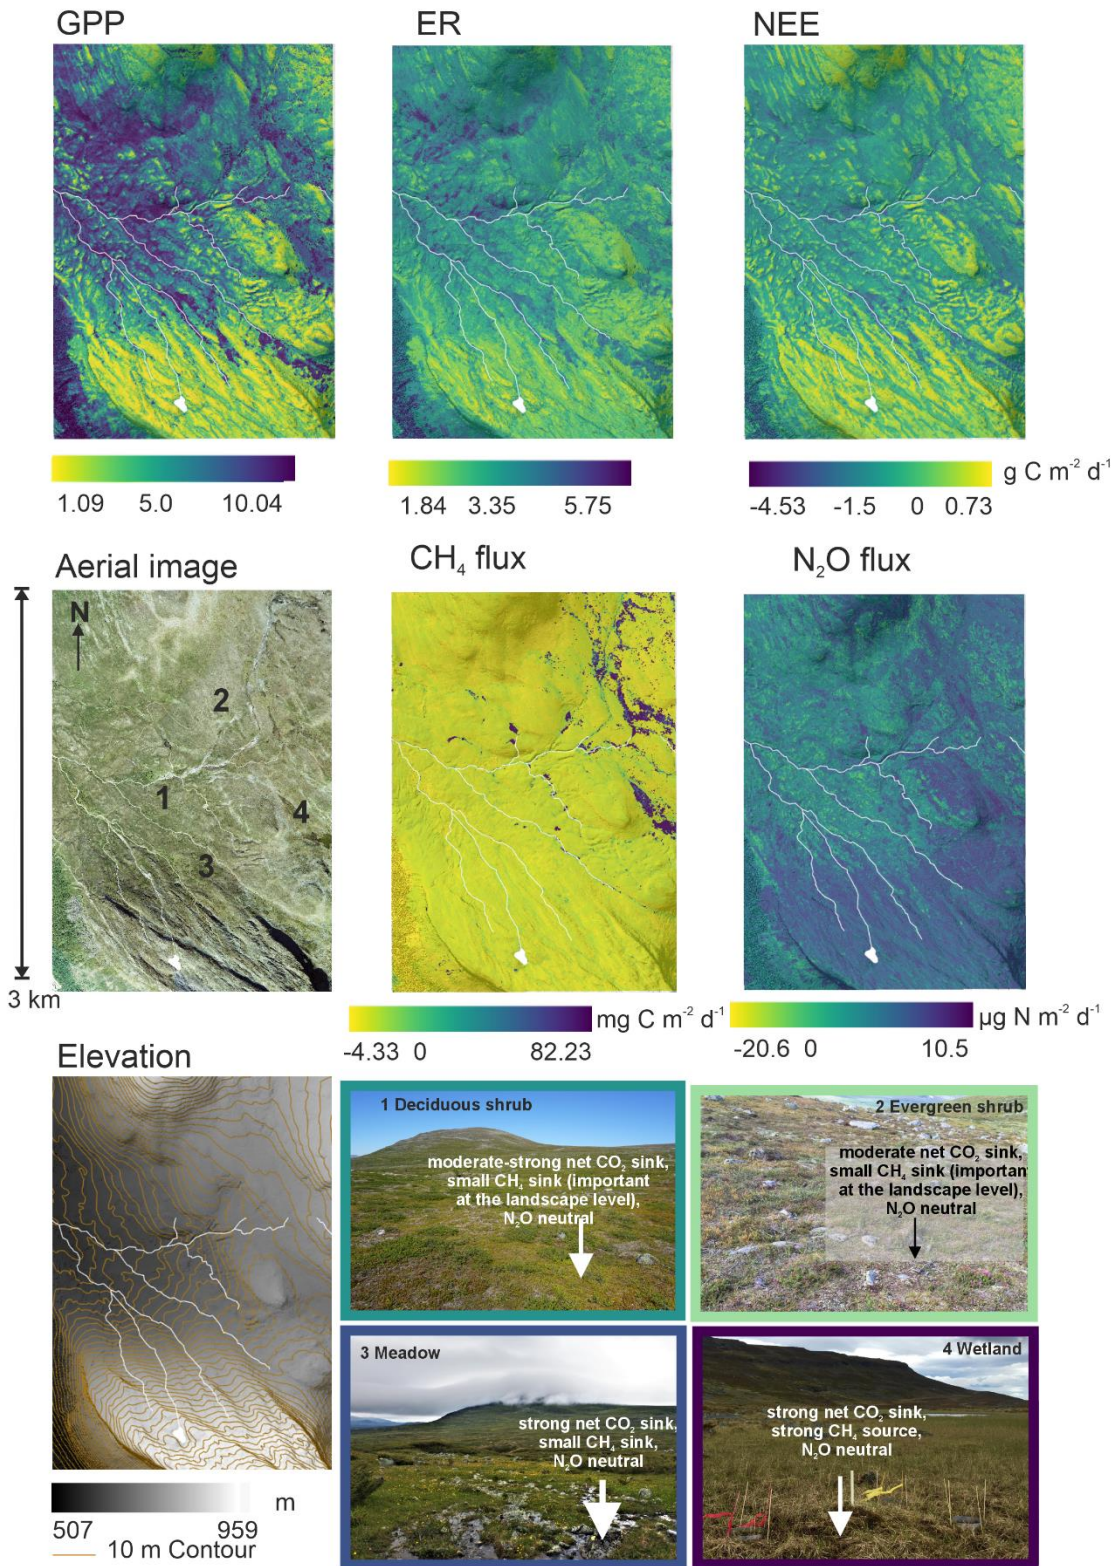 GPP
ER
NEE
1.09 5.0 10.04
1.84 3.35 5.75
-4.53 -1.5 0 0.73
g C m⁻² d⁻¹
Aerial image
CH₄ flux
N₂O flux
N
2
1
4
3
3 km
-4.33 0 82.23
mg C m⁻² d⁻¹
-20.6 0 10.5
µg N m⁻² d⁻¹
Elevation
507 959
m
10 m Contour
1 Deciduous shrub
moderate-strong net CO₂ sink,
small CH₄ sink (important
at the landscape level),
N₂O neutral
2 Evergreen shrub
moderate net CO₂ sink,
small CH₄ sink (important
at the landscape level),
N₂O neutral
3 Meadow
strong net CO₂ sink,
small CH₄ sink,
N₂O neutral
4 Wetland
strong net CO₂ sink,
strong CH₄ source,
N₂O neutral